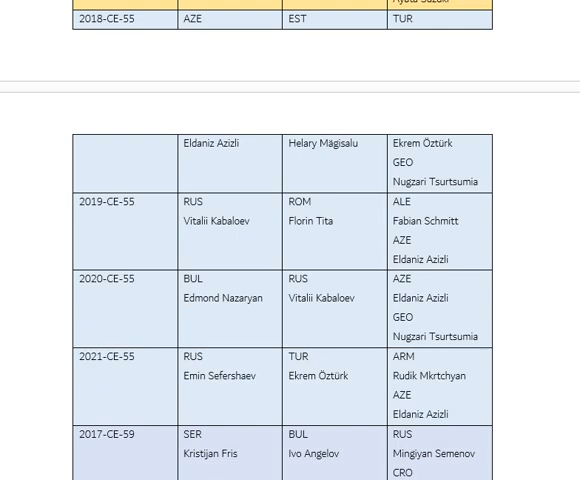 Ayata Suzuki
2018-CE-55 AZE EST TUR
Eldaniz Azizli Helary Mägisalu Ekrem Öztürk
GEO
Nugzari Tsurtsumia
2019-CE-55 RUS ROM ALE
Vitalii Kabaloev Florin Tita Fabian Schmitt
AZE
Eldaniz Azizli
2020-CE-55 BUL RUS AZE
Edmond Nazaryan Vitalii Kabaloev Eldaniz Azizli
GEO
Nugzari Tsurtsumia
2021-CE-55 RUS TUR ARM
Emin Sefershaev Ekrem Öztürk Rudik Mkrtchyan
AZE
Eldaniz Azizli
2017-CE-59 SER BUL RUS
Kristijan Fris Ivo Angelov Mingiyan Semenov
CRO